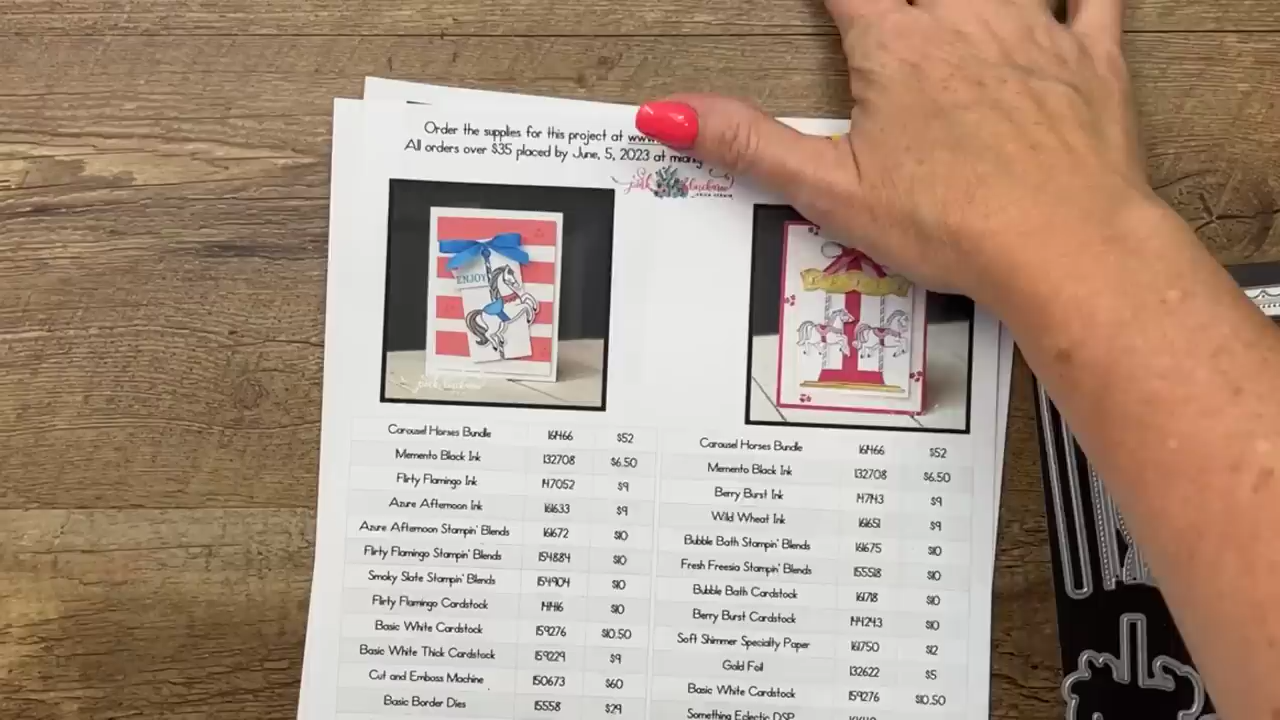 Order the supplies for this project at www.
All orders over $35 placed by June, 5, 2023 at
ENJOY
Carousel Horses Bundle 161466 $52
Memento Black Ink 132708 $6.50
Flirty Flamingo Ink 147052 $9
Azure Afternoon Ink 161633 $9
Azure Afternoon Stampin' Blends 161672 $10
Flirty Flamingo Stampin' Blends 154884 $10
Smoky Slate Stampin' Blends 154904 $10
Flirty Flamingo Cardstock 141416 $10
Basic White Cardstock 159276 $10.50
Basic White Thick Cardstock 159229 $9
Cut and Emboss Machine 150673 $60
Basic Border Dies 15558 $29
Carousel Horses Bundle 161466 $52
Memento Black Ink 132708 $6.50
Berry Burst Ink 147143 $9
Wild Wheat Ink 161651 $9
Bubble Bath Stampin' Blends 161675 $10
Fresh Freesia Stampin' Blends 155518 $10
Bubble Bath Cardstock 161718 $10
Berry Burst Cardstock 144243 $10
Soft Shimmer Specialty Paper 161750 $12
Gold Foil 132622 $5
Basic White Cardstock 159276 $10.50
Something Eclectic DSP